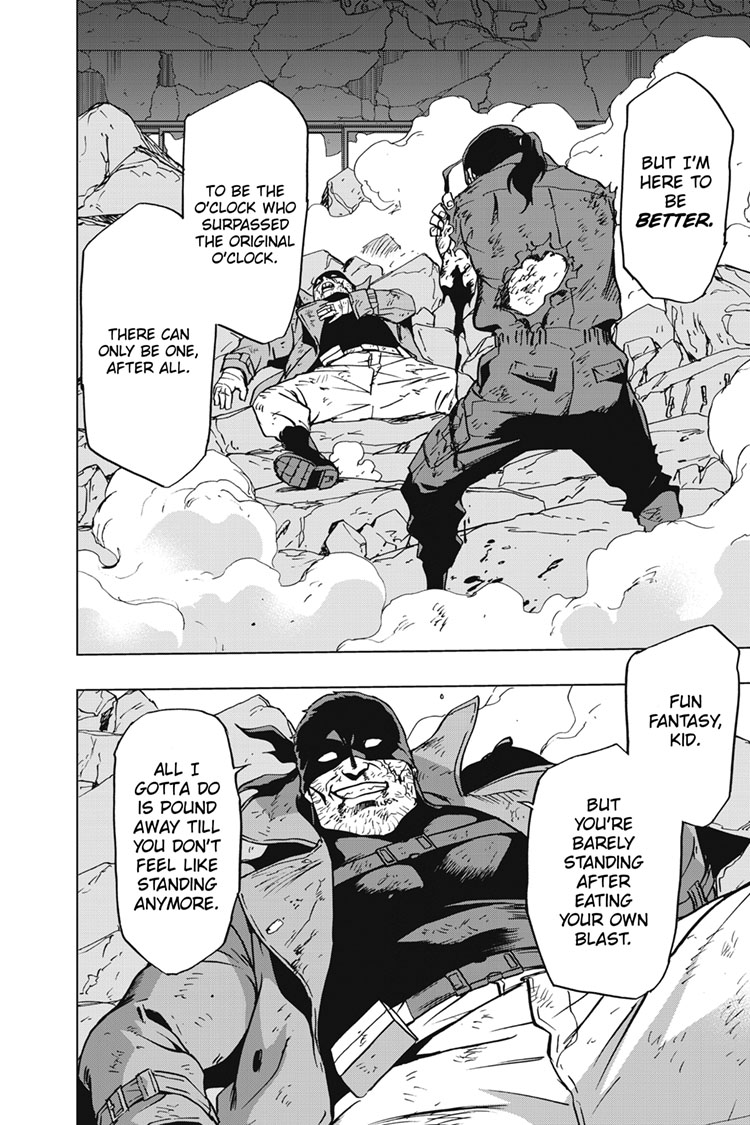 BUT I'M
HERE TO
BE
BETTER.
TO BE THE
O'CLOCK WHO
SURPASSED
THE ORIGINAL
O'CLOCK.
THERE CAN
ONLY BE ONE,
AFTER ALL.
FUN
FANTASY,
KID.
BUT
YOU'RE
BARELY
STANDING
AFTER
EATING
YOUR OWN
BLAST.
ALL I
GOTTA DO
IS POUND
AWAY TILL
YOU DON'T
FEEL LIKE
STANDING
ANYMORE.